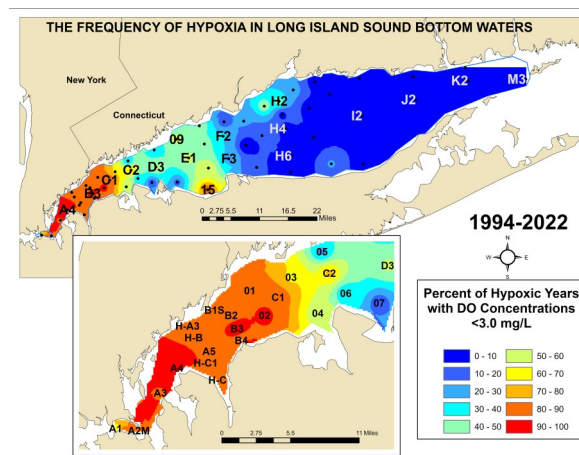 THE FREQUENCY OF HYPOXIA IN LONG ISLAND SOUND BOTTOM WATERS
New York
Connecticut
M3
K2
J2
I2
H2
H4
H6
F2
F3
09
E1
15
D3
O2
O1
B3
A4
0 2.75 5.5 11 16.5 22
Miles
1994-2022
N
W E
S
Percent of Hypoxic Years
with DO Concentrations
<3.0 mg/L
0 - 10
10 - 20
20 - 30
30 - 40
40 - 50
50 - 60
60 - 70
70 - 80
80 - 90
90 - 100
05
D3
03
C2
01
C1
06
07
B1S
B2
02
04
H-A3
B3
H-B
B4
A5
A4
H-C1
H-C
A3
A1
A2M
0 2.75 5.5 11 Miles